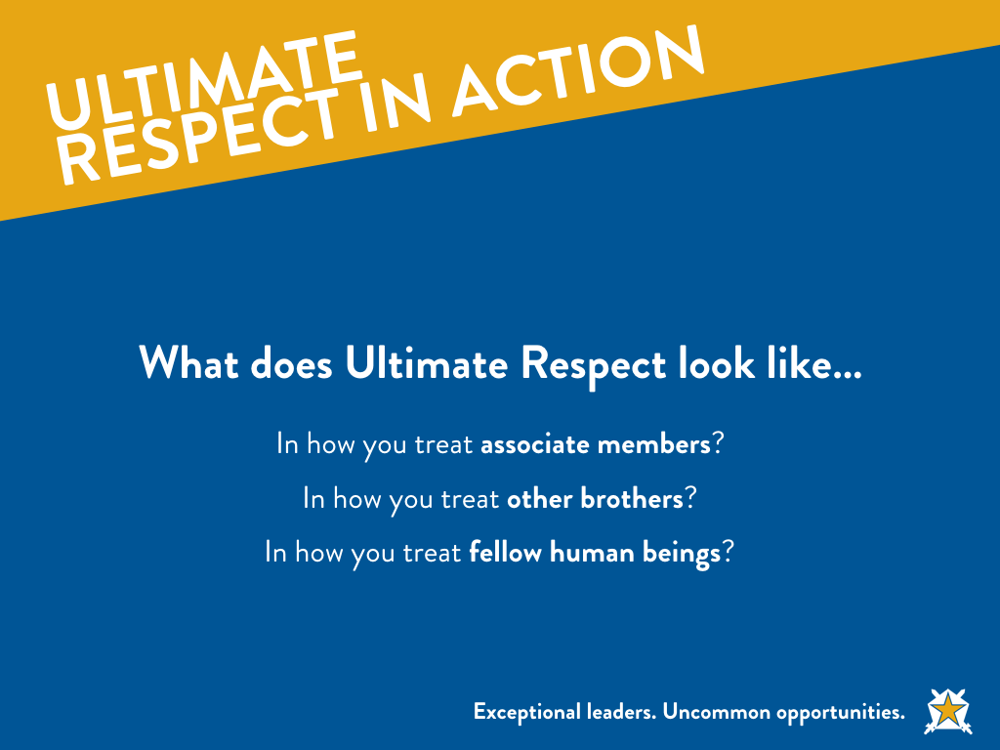 ULTIMATE
RESPECT IN ACTION
What does Ultimate Respect look like...
In how you treat associate members?
In how you treat other brothers?
In how you treat fellow human beings?
Exceptional leaders. Uncommon opportunities.